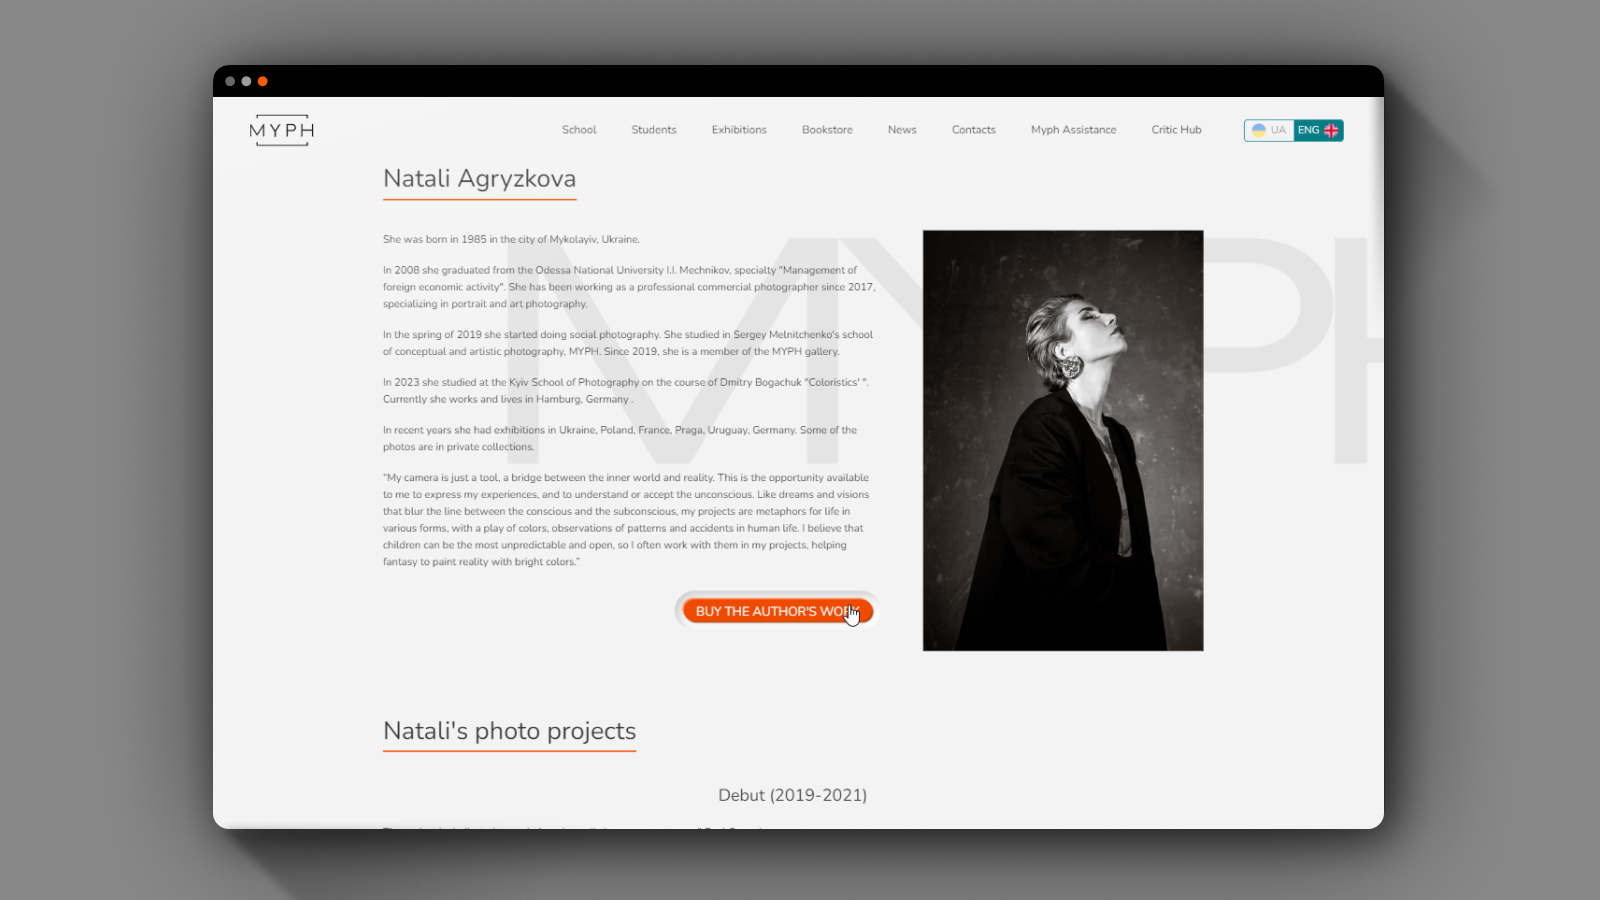 MYPH
School Students Exhibitions Bookstore News Contacts Myph Assistance Critic Hub UA ENG
Natali Agryzkova
She was born in 1985 in the city of Mykolayiv, Ukraine.
In 2008 she graduated from the Odessa National University I.I. Mechnikov, specialty "Management of
foreign economic activity". She has been working as a professional commercial photographer since 2017,
specializing in portrait and art photography.
In the spring of 2019 she started doing social photography. She studied in Sergey Melnitchenko's school
of conceptual and artistic photography, MYPH. Since 2019, she is a member of the MYPH gallery.
In 2023 she studied at the Kyiv School of Photography on the course of Dmitry Bogachuk "Coloristics' ".
Currently she works and lives in Hamburg, Germany .
In recent years she had exhibitions in Ukraine, Poland, France, Praga, Uruguay, Germany. Some of the
photos are in private collections.
"My camera is just a tool, a bridge between the inner world and reality. This is the opportunity available
to me to express my experiences, and to understand or accept the unconscious. Like dreams and visions
that blur the line between the conscious and the subconscious, my projects are metaphors for life in
various forms, with a play of colors, observations of patterns and accidents in human life. I believe that
children can be the most unpredictable and open, so I often work with them in my projects, helping
fantasy to paint reality with bright colors."
BUY THE AUTHOR'S WORK
MYPH
Natali's photo projects
Debut (2019-2021)